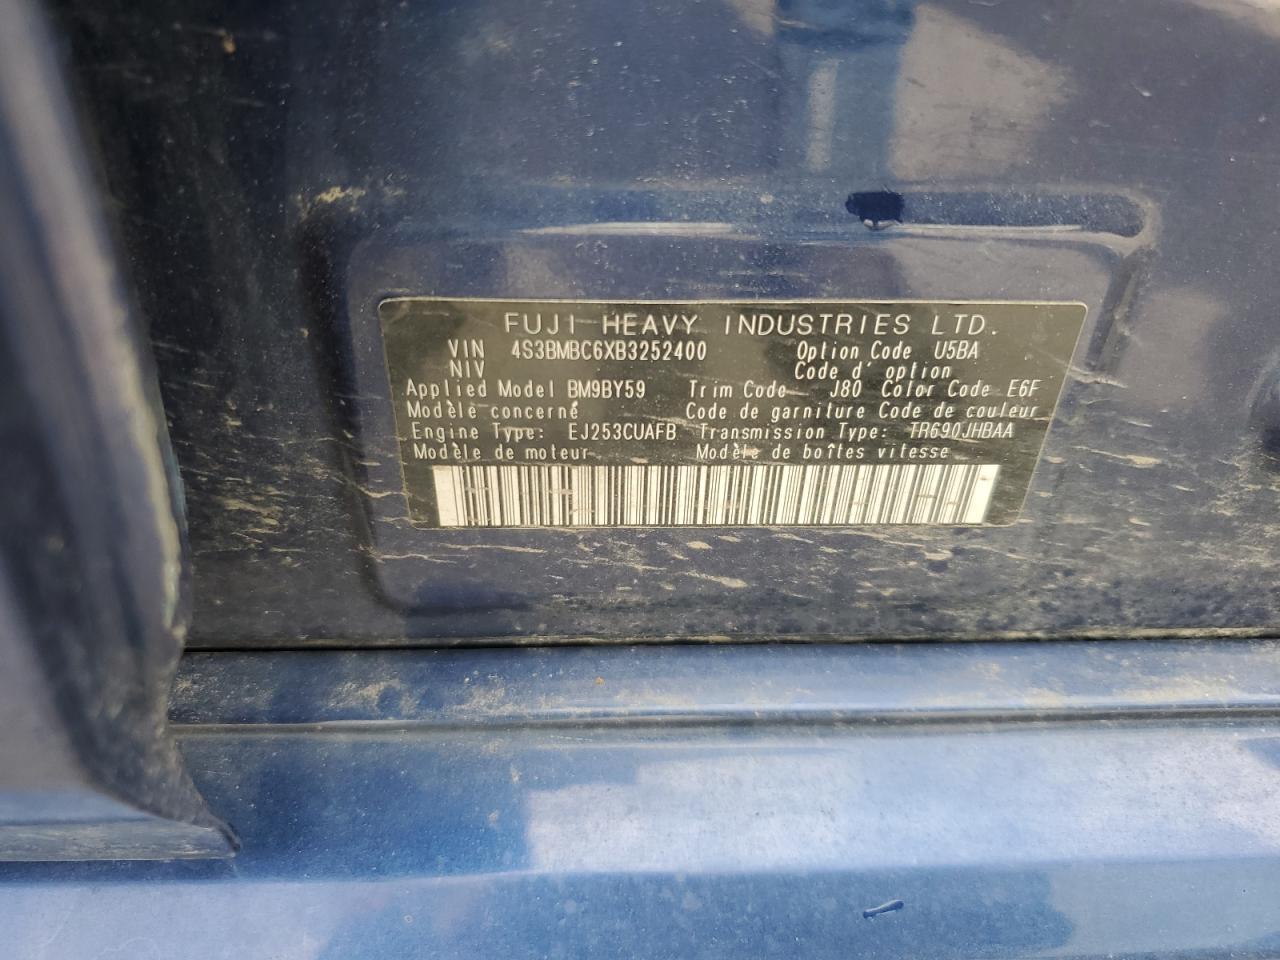 FUJI HEAVY INDUSTRIES LTD.
VIN 4S3BMBC6XB3252400 Option Code U5BA
NIV Code d' option
Applied Model BM9BY59 Trim Code J80 Color Code E6F
Modèle concerné Code de garniture Code de couleur
Engine Type: EJ253CUAFB Transmission Type: TR690JHBAA
Modèle de moteur Modèle de boîtes vitesse